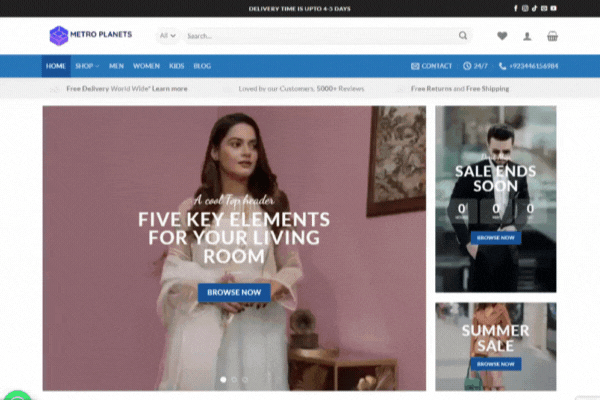 DELIVERY TIME IS UPTO 4-5 DAYS
METRO PLANETS
All
Search...
HOME SHOP MEN WOMEN KIDS BLOG
CONTACT 24/7 +923446156984
Free Delivery World Wide* Learn more
Loved by our Customers, 5000+ Reviews
Free Returns and Free Shipping
A cool Top header
FIVE KEY ELEMENTS
FOR YOUR LIVING
ROOM
BROWSE NOW
SALE ENDS
SOON
0 0 0
BROWSE NOW
SUMMER
SALE
BROWSE NOW